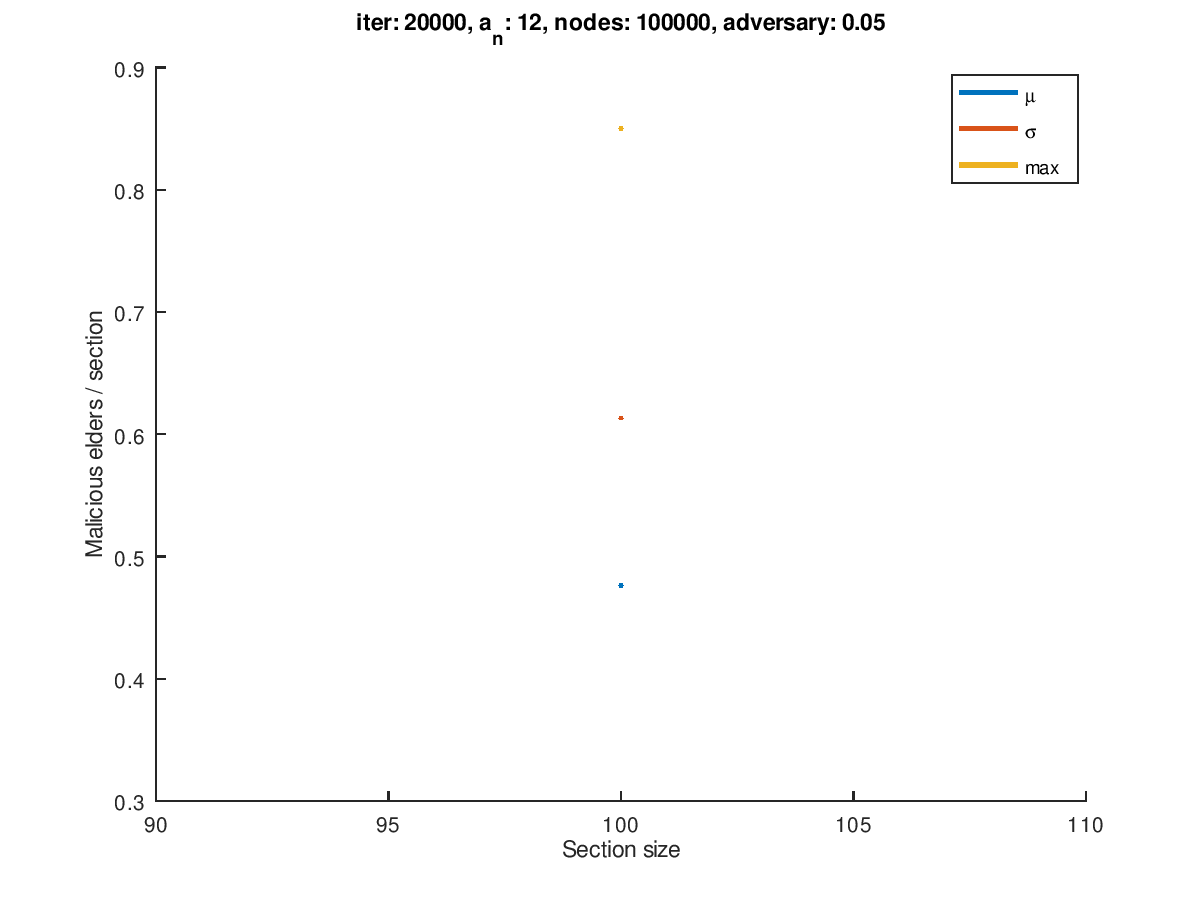 iter: 20000, an: 12, nodes: 100000, adversary: 0.05
μ
σ
max
0.9
0.8
0.7
0.6
0.5
0.4
0.3
Malicious elders / section
90 95 100 105 110
Section size